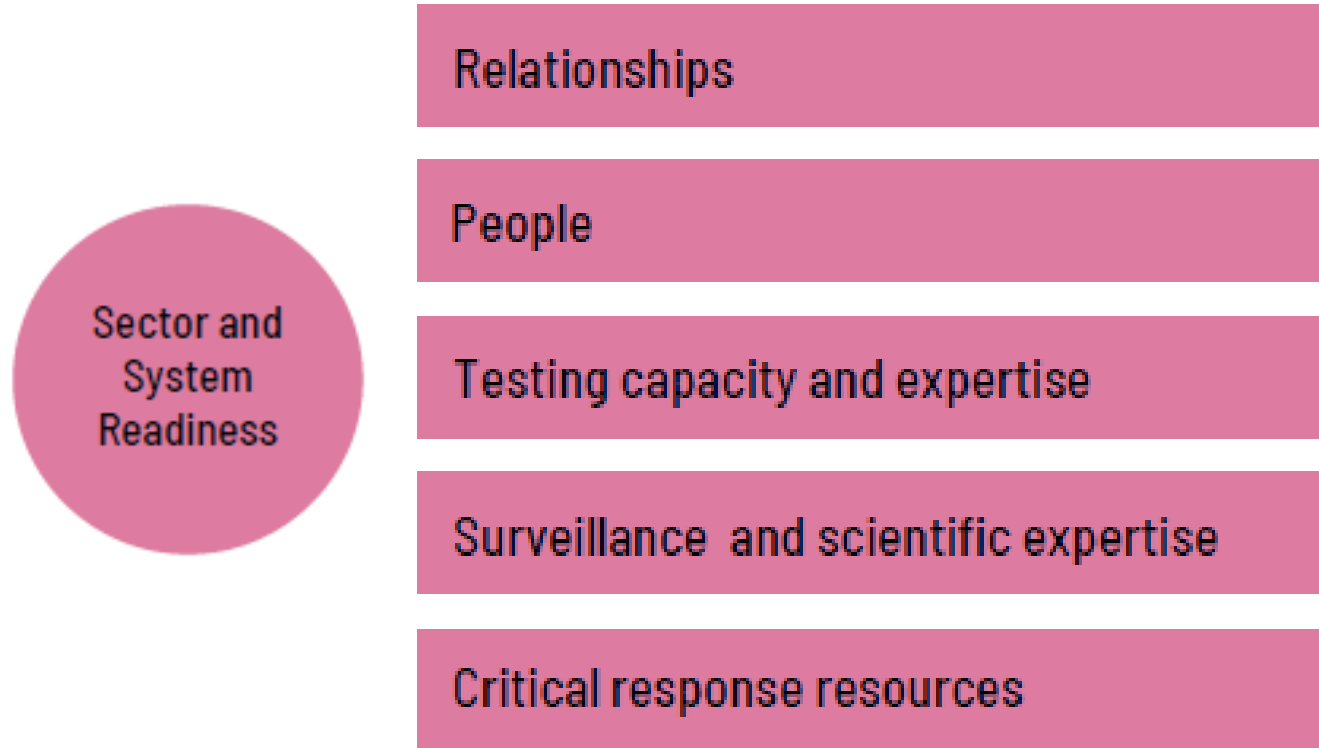 Sector and
System
Readiness
Relationships
People
Testing capacity and expertise
Surveillance  and scientific expertise
Critical response resources